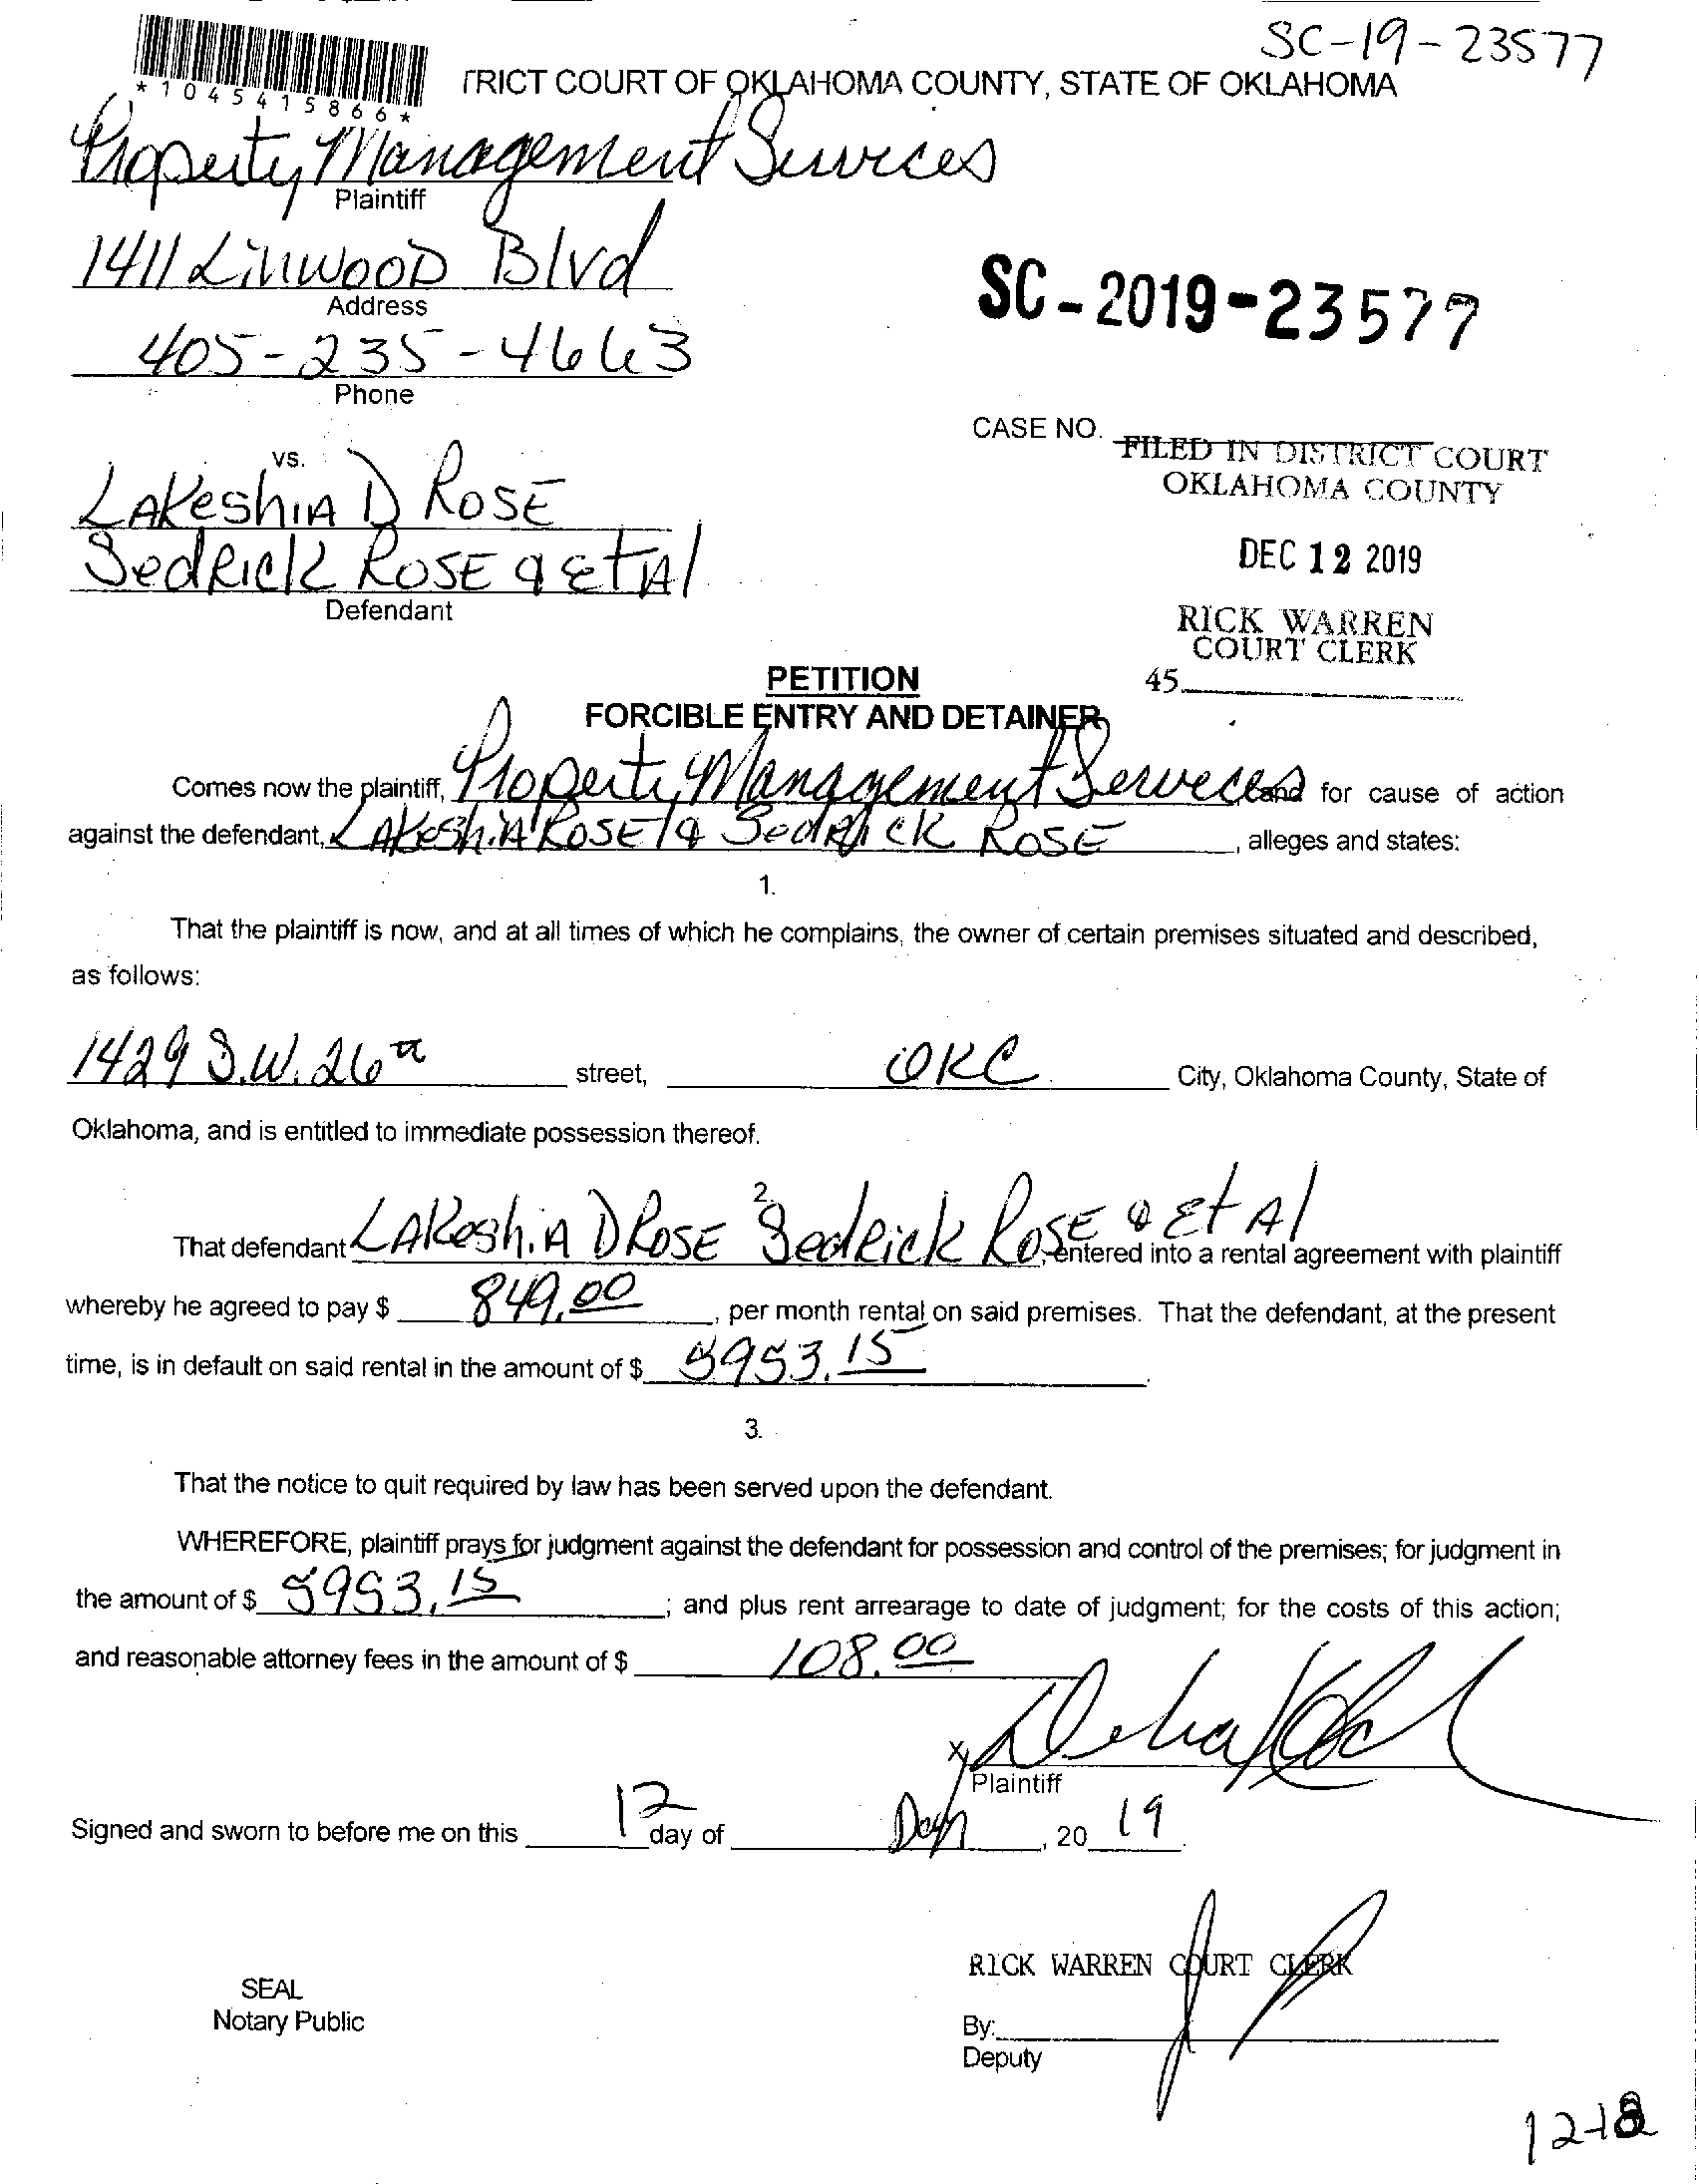 SC-19-23577
*1045415866*
TRICT COURT OF OKLAHOMA COUNTY, STATE OF OKLAHOMA
Property Management Services
Plaintiff
1411 Linwood Blvd
Address
SC-2019-23577
405-235-4663
Phone
CASE NO.
FILED IN DISTRICT COURT
OKLAHOMA COUNTY
vs.
LAKeshiA D ROSE
SedRick ROSE & Et Al
Defendant
DEC 12 2019
RICK WARREN
COURT CLERK
45
PETITION
FORCIBLE ENTRY AND DETAINER
Comes now the plaintiff, Property Management Services and for cause of action
against the defendant, LAKeshiA ROSE & SedRick ROSE, alleges and states:
1.
That the plaintiff is now, and at all times of which he complains, the owner of certain premises situated and described,
as follows:
1429 S.W. 26th street, OKC City, Oklahoma County, State of
Oklahoma, and is entitled to immediate possession thereof.
2.
That defendant LAKeshiA D ROSE SedRick ROSE & Et Al, entered into a rental agreement with plaintiff
whereby he agreed to pay $ 849.00, per month rental on said premises. That the defendant, at the present
time, is in default on said rental in the amount of $ 5953.15
3.
That the notice to quit required by law has been served upon the defendant.
WHEREFORE, plaintiff prays for judgment against the defendant for possession and control of the premises; for judgment in
the amount of $ 5953.15; and plus rent arrearage to date of judgment; for the costs of this action;
and reasonable attorney fees in the amount of $ 108.00
x
Plaintiff
Signed and sworn to before me on this 12 day of , 20 19.
RICK WARREN COURT CLERK
SEAL
Notary Public
By:
Deputy